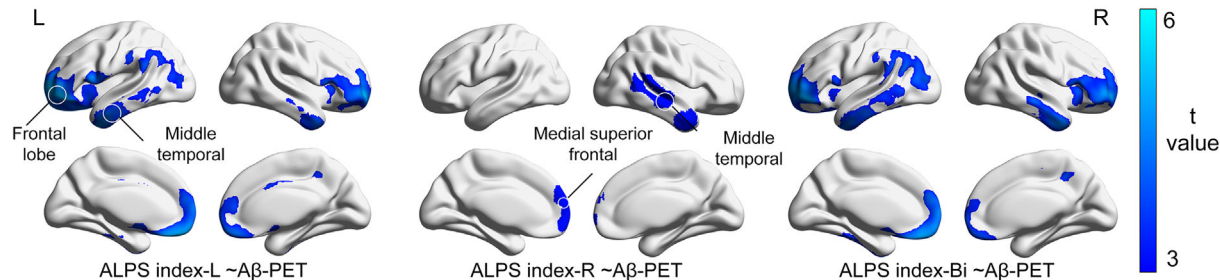 L
R
6
Frontal
lobe
Middle
temporal
Medial superior
frontal
Middle
temporal
t
value
3
ALPS index-L ~Aβ-PET
ALPS index-R ~Aβ-PET
ALPS index-Bi ~Aβ-PET